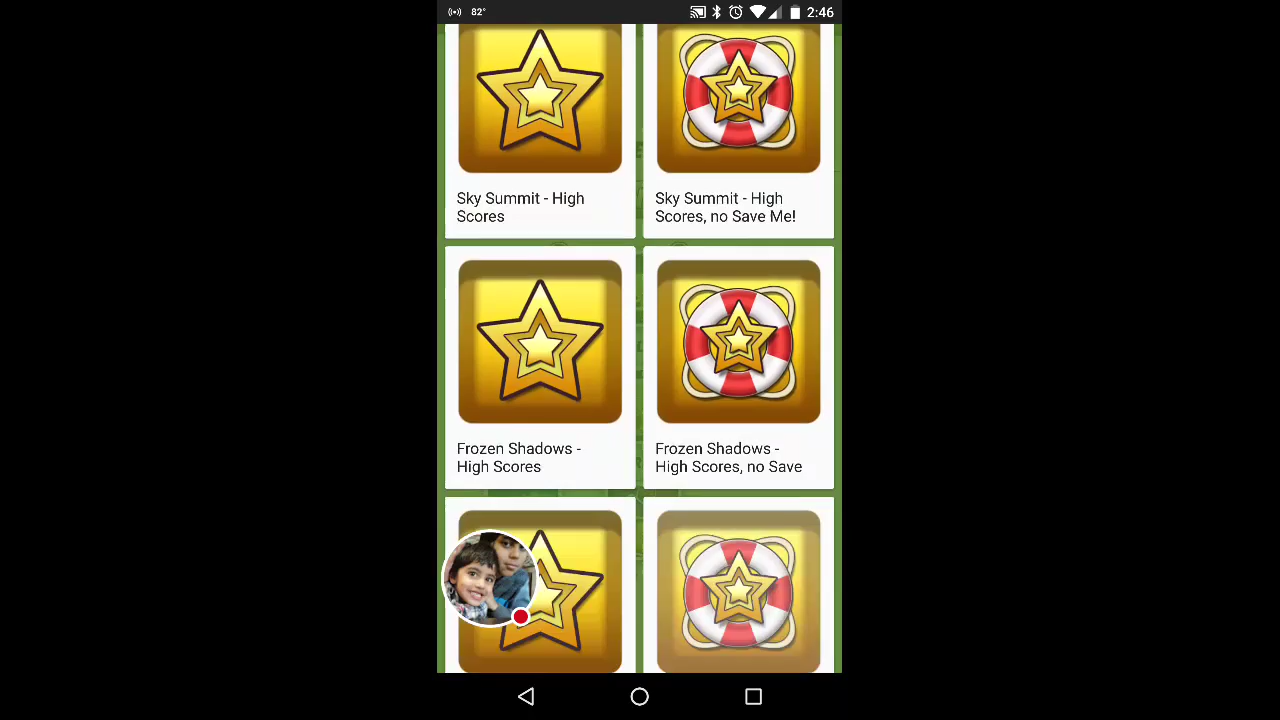 82°
2:46
Sky Summit - High
Scores
Sky Summit - High
Scores, no Save Me!
Frozen Shadows -
High Scores
Frozen Shadows -
High Scores, no Save